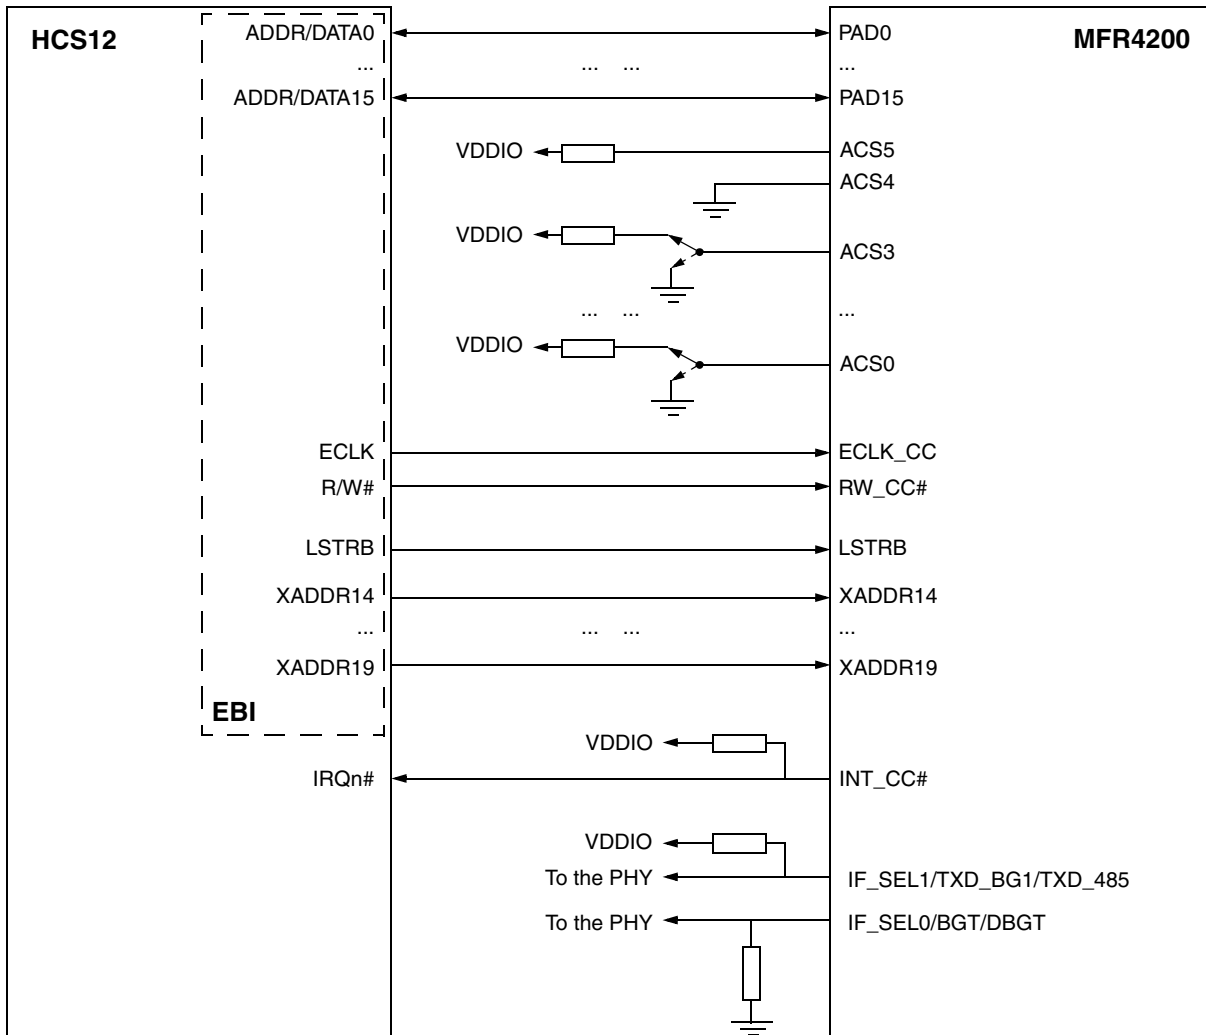 HCS12 ADDR/DATA0 PAD0 MFR4200
... ... ... ...
ADDR/DATA15 PAD15
VDDIO ACS5
ACS4
VDDIO ACS3
... ... ...
VDDIO ACS0
ECLK ECLK_CC
R/W# RW_CC#
LSTRB LSTRB
XADDR14 XADDR14
... ... ... ...
XADDR19 XADDR19
EBI
VDDIO
IRQn# INT_CC#
VDDIO
To the PHY IF_SEL1/TXD_BG1/TXD_485
To the PHY IF_SEL0/BGT/DBGT